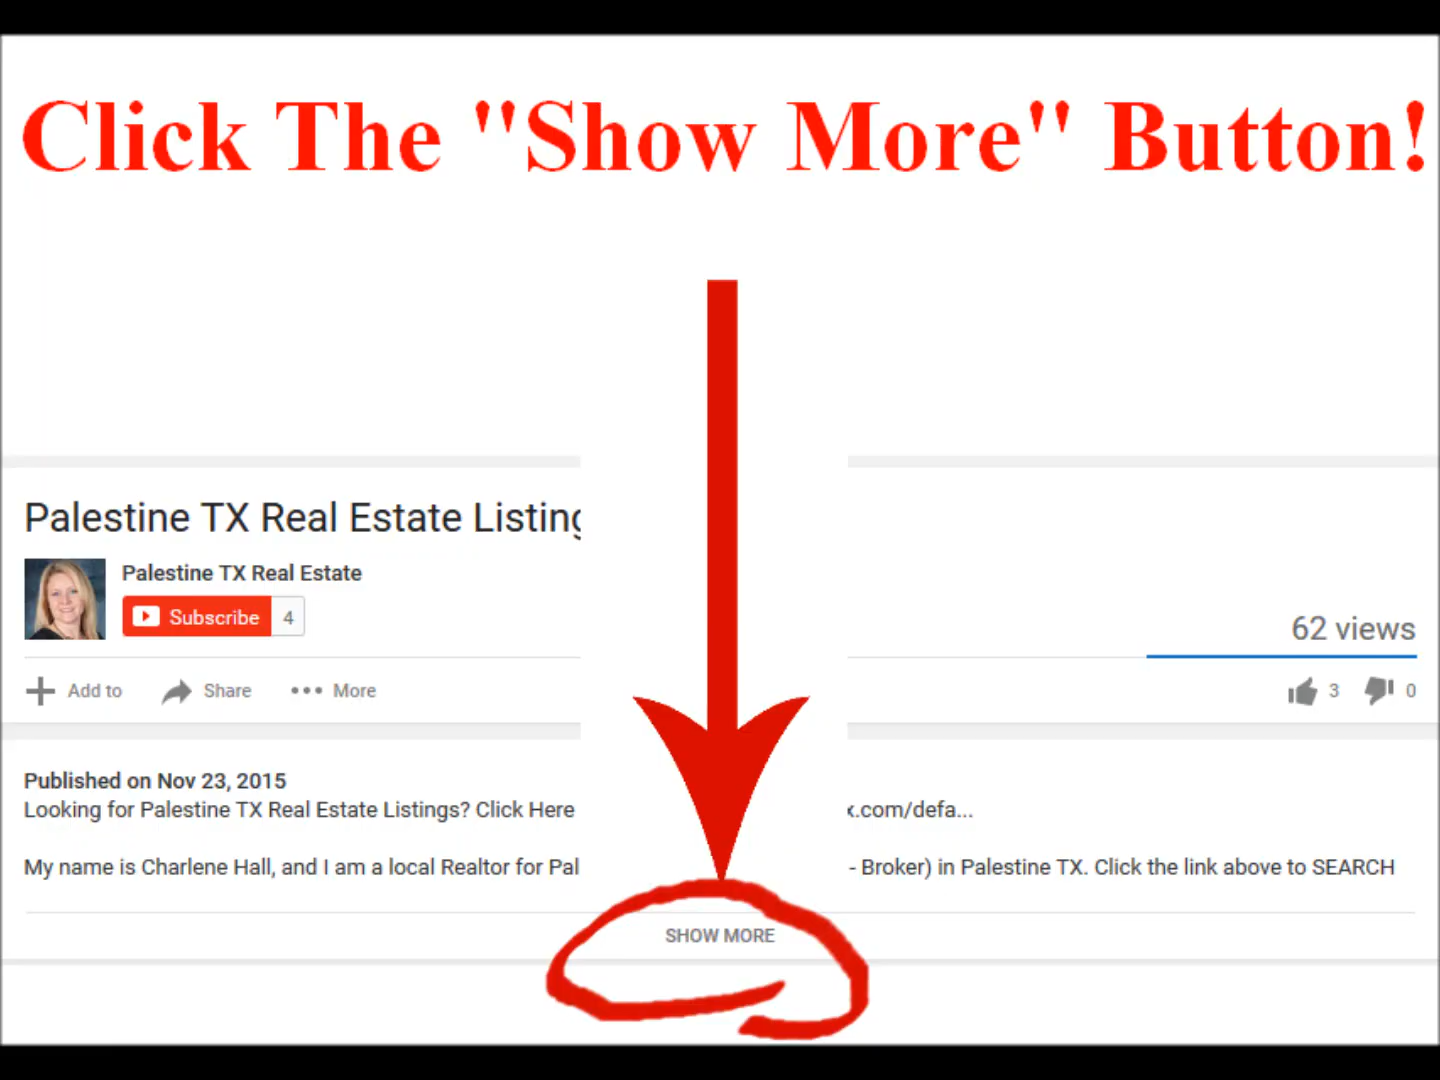 Click The "Show More" Button!
Palestine TX Real Estate Listing
Palestine TX Real Estate
Subscribe 4
62 views
Add to Share More 3 0
Published on Nov 23, 2015
Looking for Palestine TX Real Estate Listings? Click Here x.com/defa...
My name is Charlene Hall, and I am a local Realtor for Pal - Broker) in Palestine TX. Click the link above to SEARCH
SHOW MORE